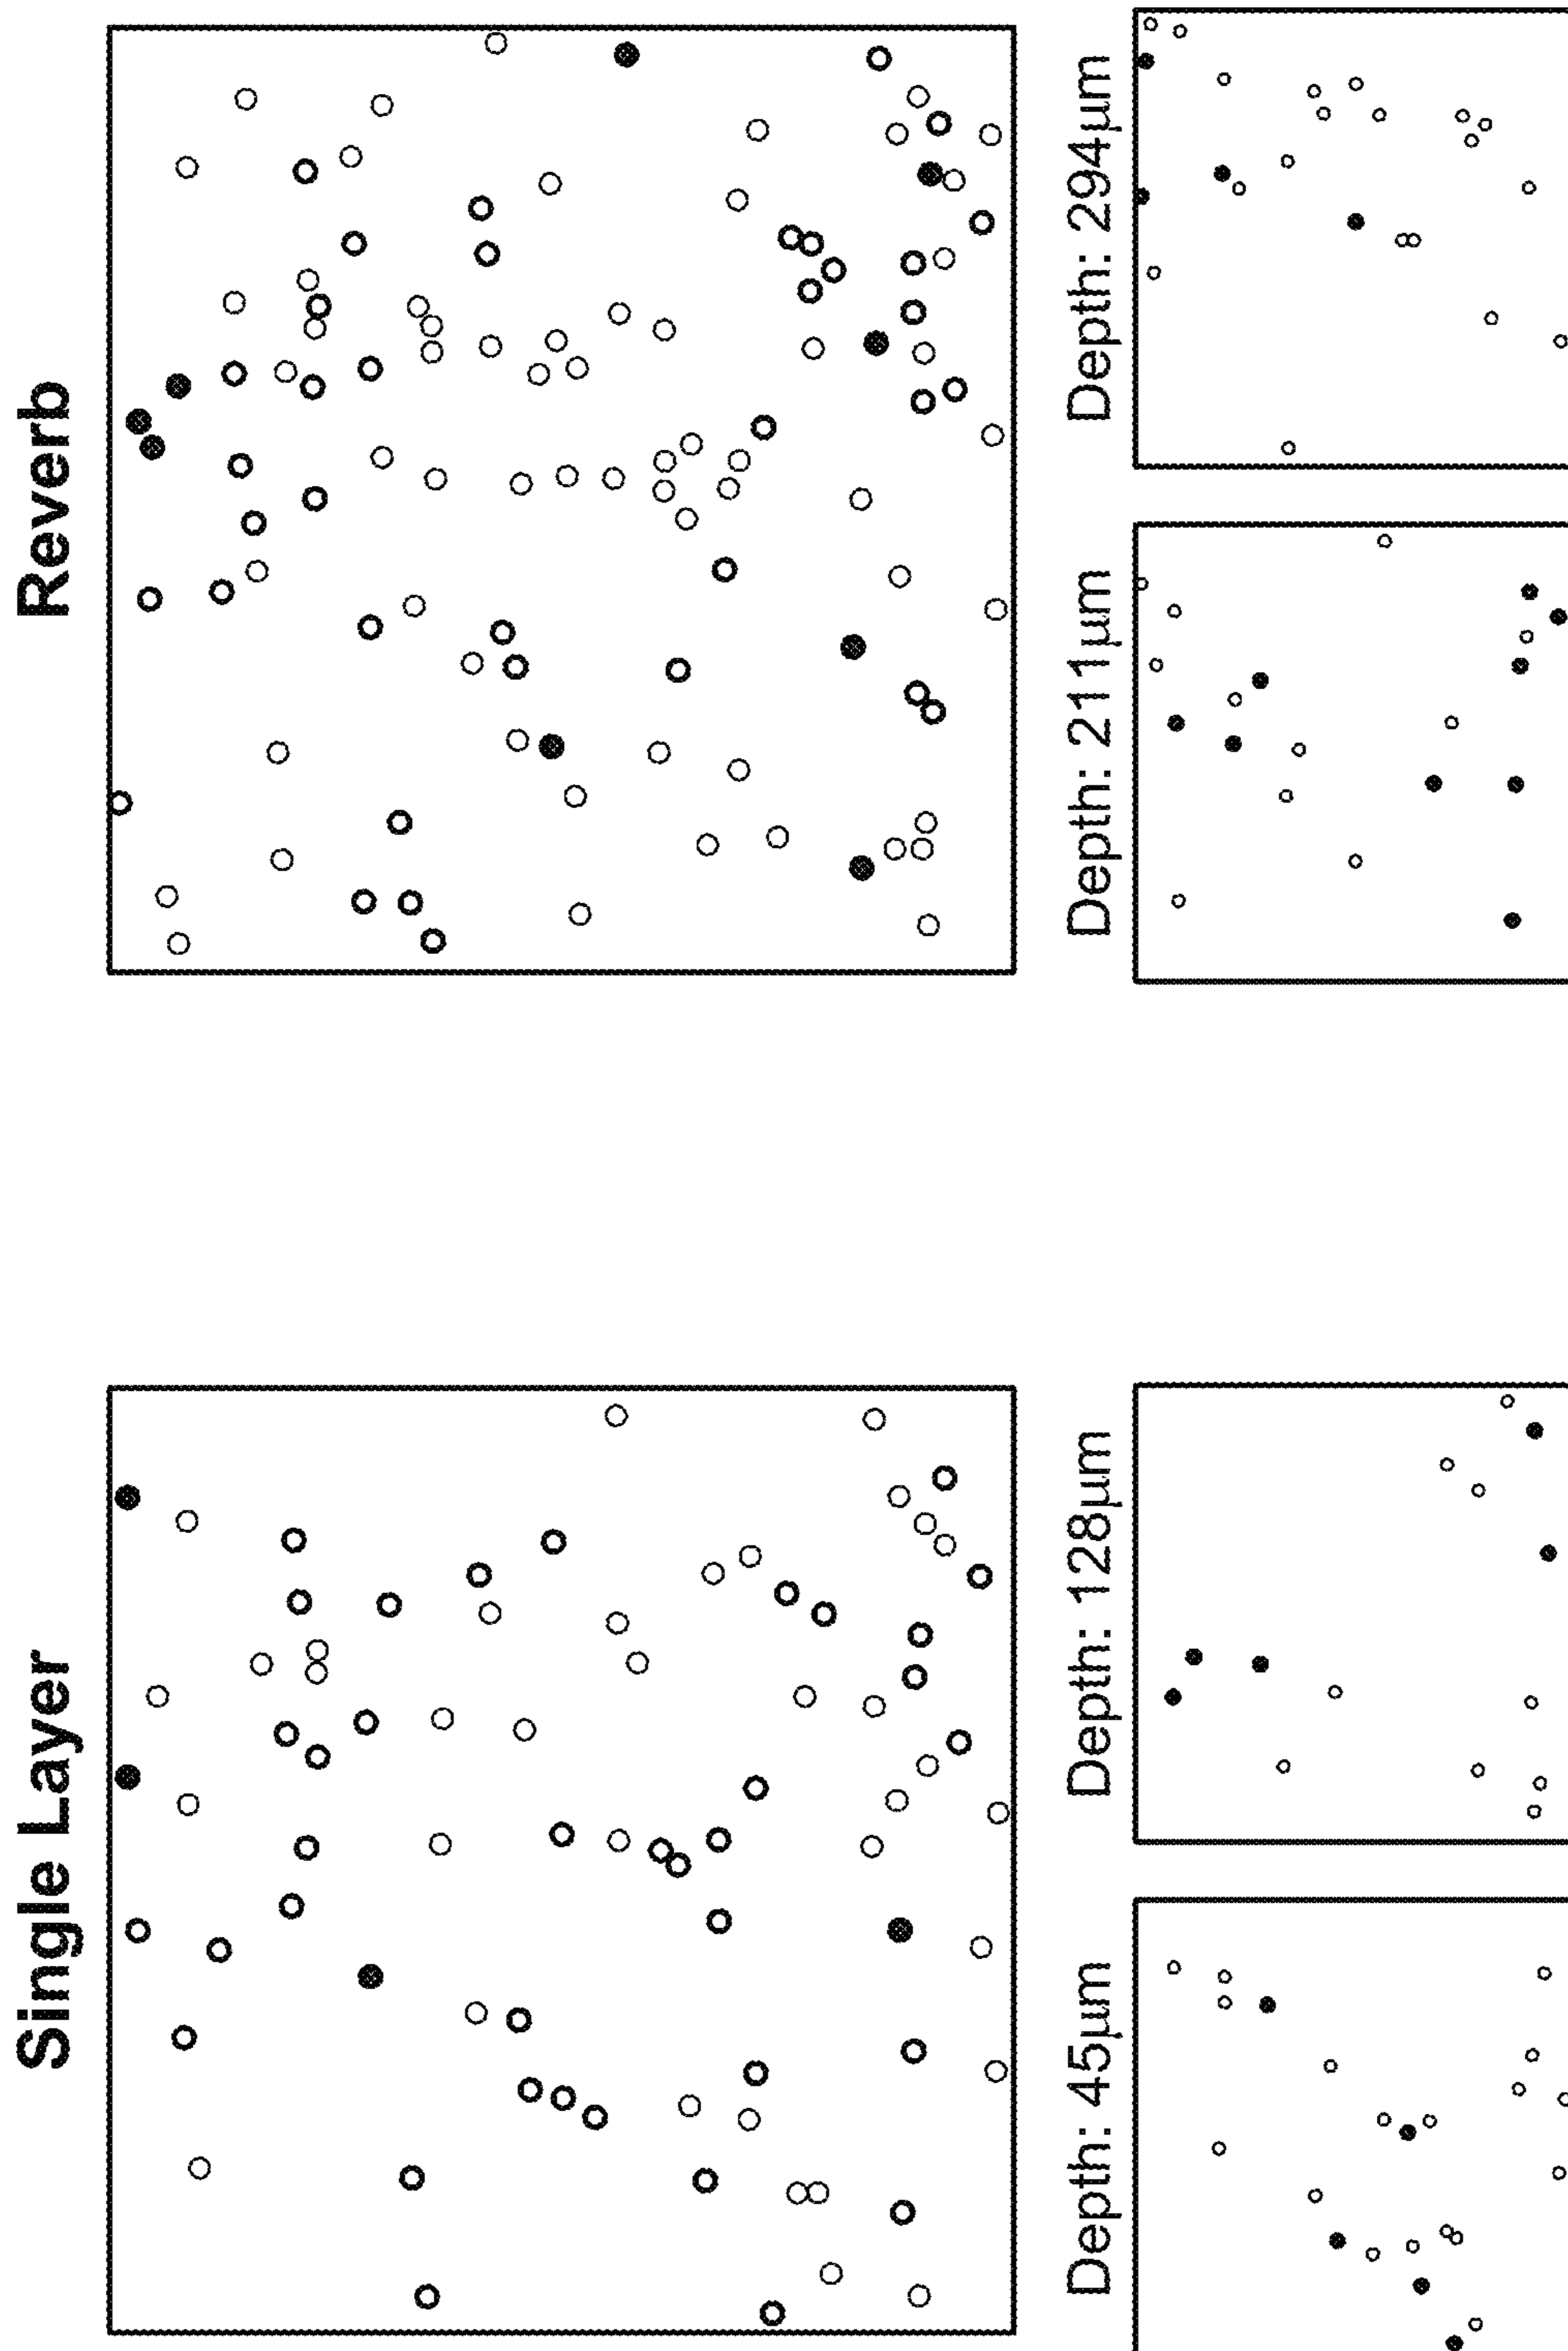 Single Layer
Reverb
Depth: 45µm
Depth: 128µm
Depth: 211µm
Depth: 294µm